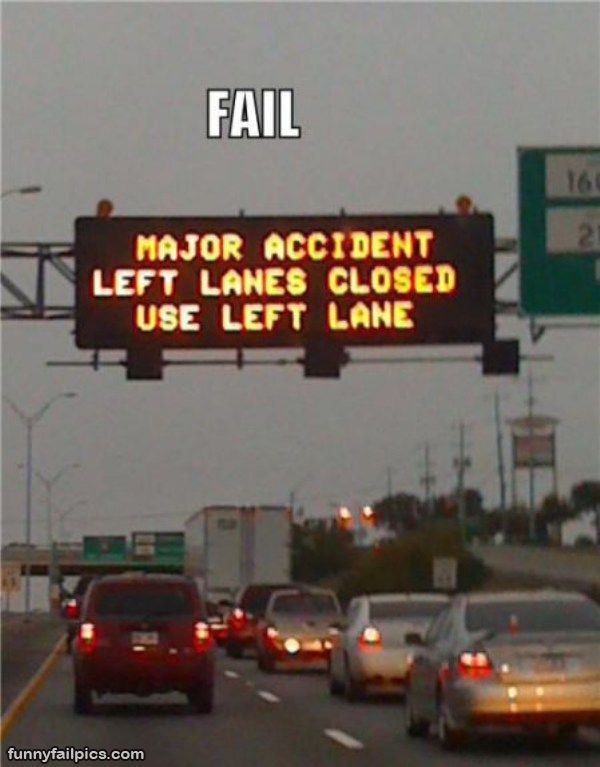 FAIL
MAJOR ACCIDENT
LEFT LANES CLOSED
USE LEFT LANE
funnyfailpics.com